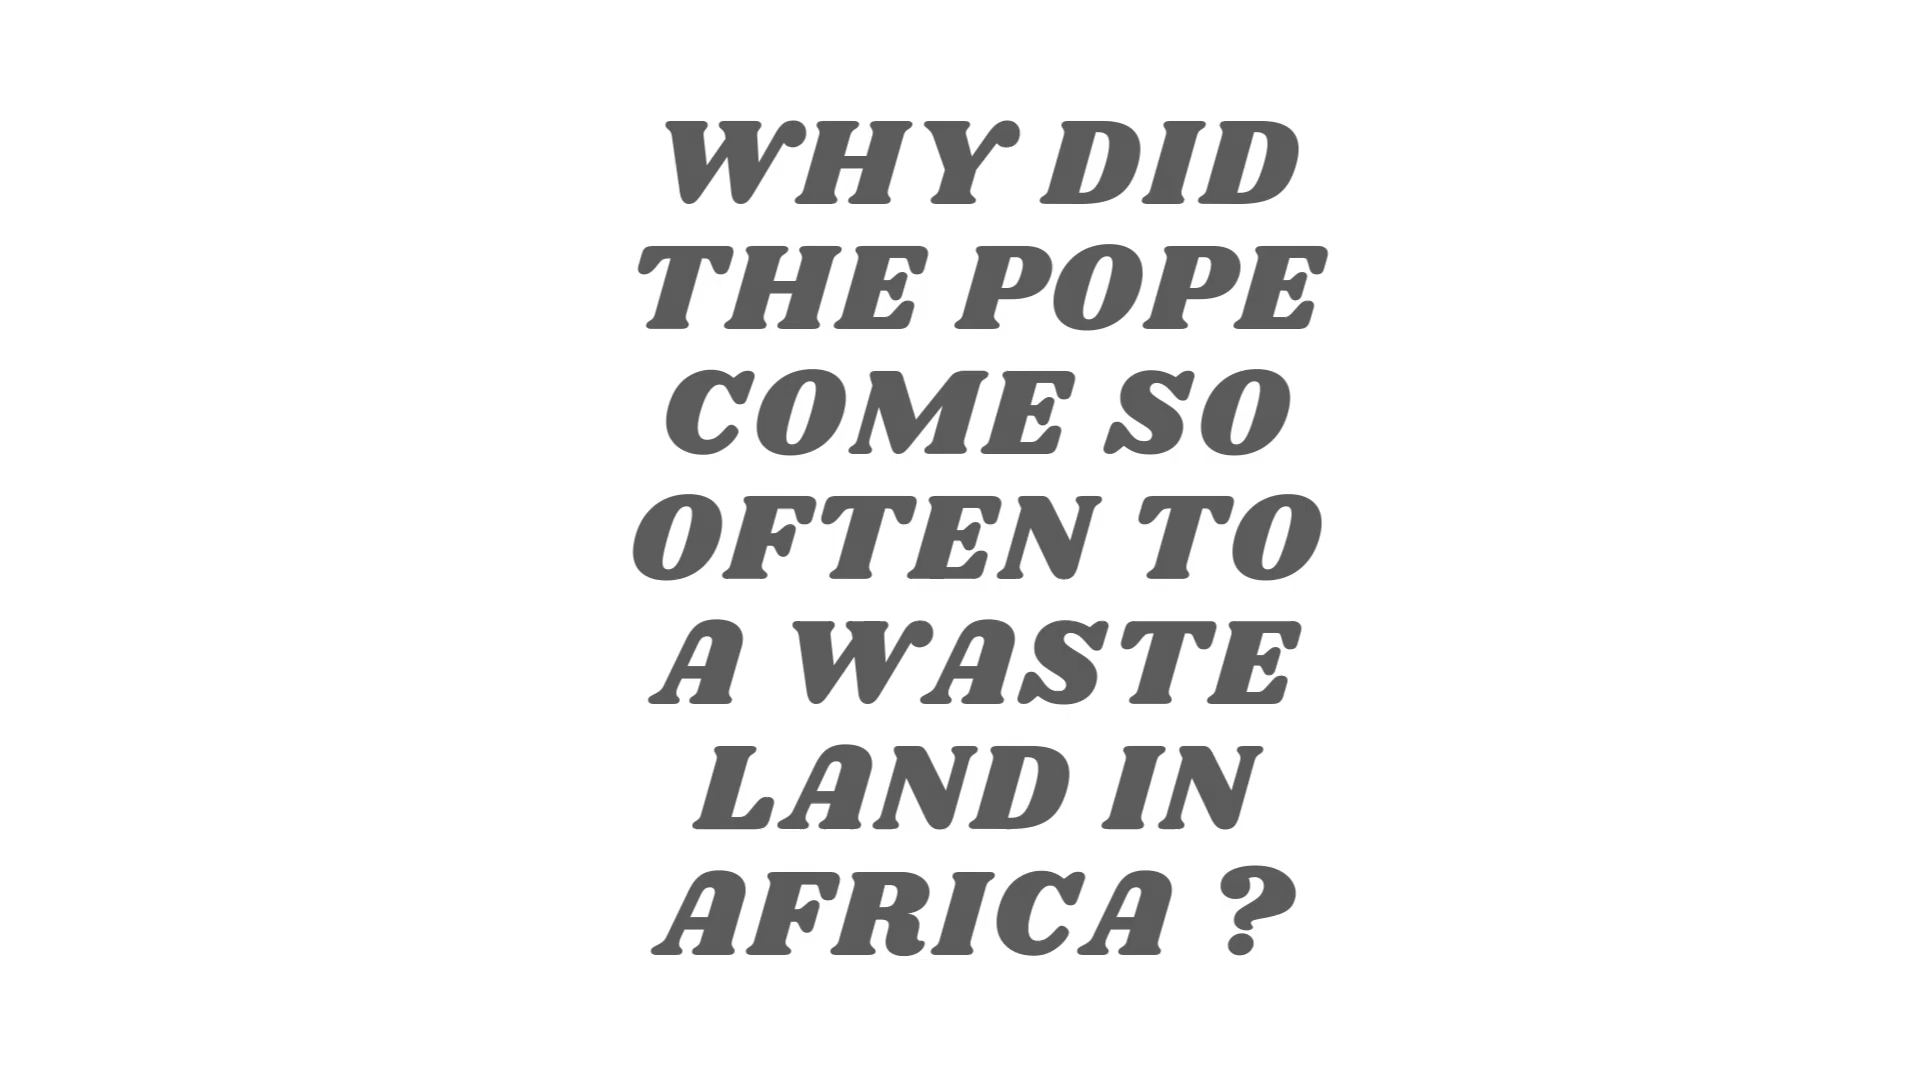 WHY DID
THE POPE
COME SO
OFTEN TO
A WASTE
LAND IN
AFRICA ?